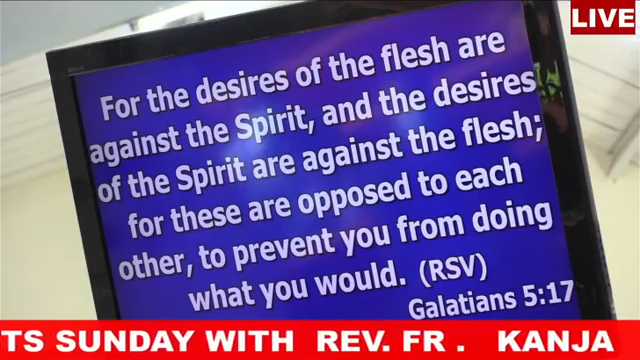 LIVE
For the desires of the flesh are
against the Spirit, and the desires
of the Spirit are against the flesh;
for these are opposed to each
other, to prevent you from doing
what you would. (RSV)
Galatians 5:17
TS SUNDAY WITH REV. FR . KANJA